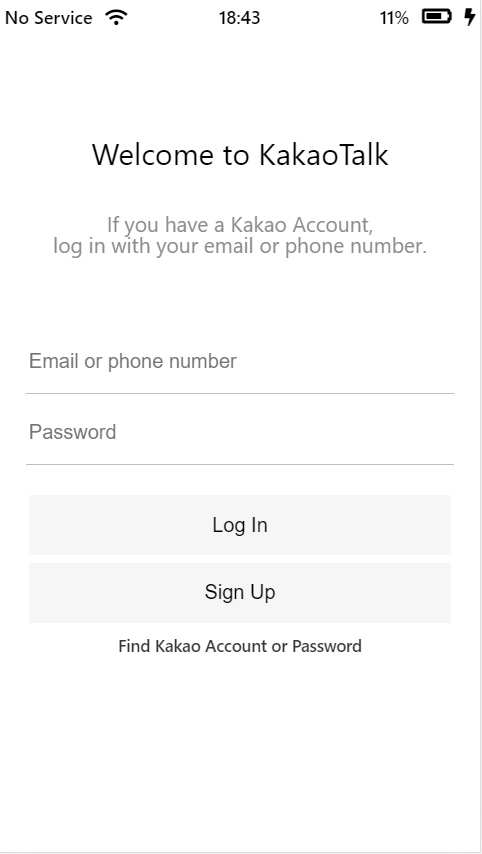 No Service 18:43 11%
Welcome to KakaoTalk
If you have a Kakao Account,
log in with your email or phone number.
Email or phone number
Password
Log In
Sign Up
Find Kakao Account or Password